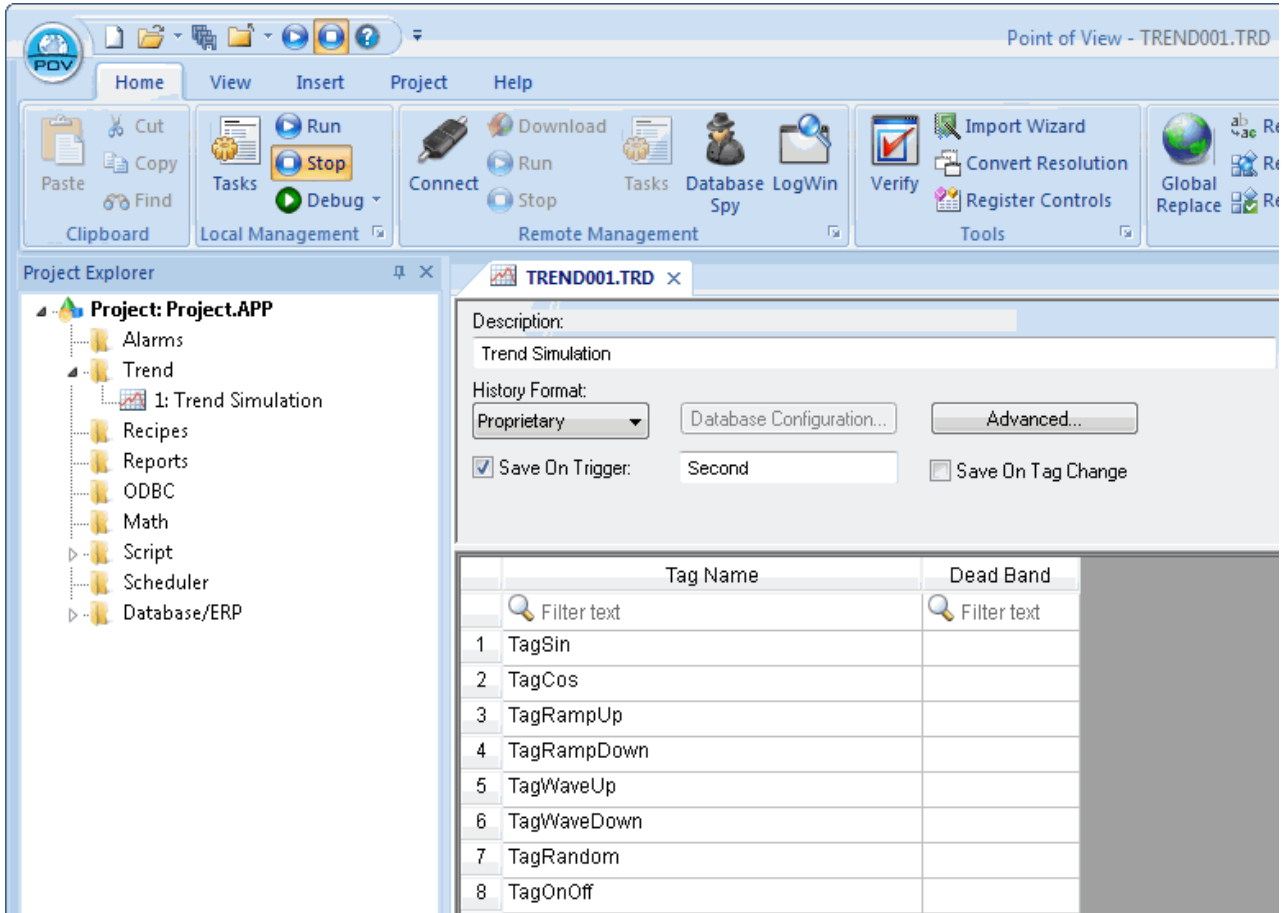 Point of View - TREND001.TRD
POV
Home View Insert Project Help
Paste
Cut
Copy
Find
Clipboard
Tasks
Run
Stop
Debug
Local Management
Connect
Download
Run
Stop
Tasks
Database Spy
LogWin
Remote Management
Verify
Import Wizard
Convert Resolution
Register Controls
Tools
Global Replace
ab
ac
Re
Re
Re
Project Explorer
TREND001.TRD
Project: Project.APP
Alarms
Trend
1: Trend Simulation
Recipes
Reports
ODBC
Math
Script
Scheduler
Database/ERP
Description:
Trend Simulation
History Format:
Proprietary Database Configuration... Advanced...
Save On Trigger: Second Save On Tag Change
Tag Name Dead Band
Filter text Filter text
1 TagSin
2 TagCos
3 TagRampUp
4 TagRampDown
5 TagWaveUp
6 TagWaveDown
7 TagRandom
8 TagOnOff